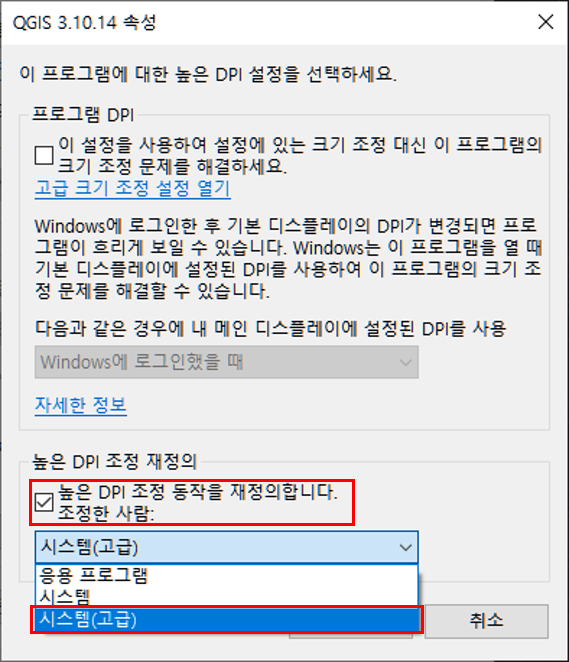 QGIS 3.10.14 속성
이 프로그램에 대한 높은 DPI 설정을 선택하세요.
프로그램 DPI
이 설정을 사용하여 설정에 있는 크기 조정 대신 이 프로그램의
크기 조정 문제를 해결하세요.
고급 크기 조정 설정 열기
Windows에 로그인한 후 기본 디스플레이의 DPI가 변경되면 프로
그램이 흐리게 보일 수 있습니다. Windows는 이 프로그램을 열 때
기본 디스플레이에 설정된 DPI를 사용하여 이 프로그램의 크기 조
정 문제를 해결할 수 있습니다.
다음과 같은 경우에 내 메인 디스플레이에 설정된 DPI를 사용
Windows에 로그인했을 때
자세한 정보
높은 DPI 조정 재정의
높은 DPI 조정 동작을 재정의합니다.
조정한 사람:
시스템(고급)
응용 프로그램
시스템
시스템(고급)
취소